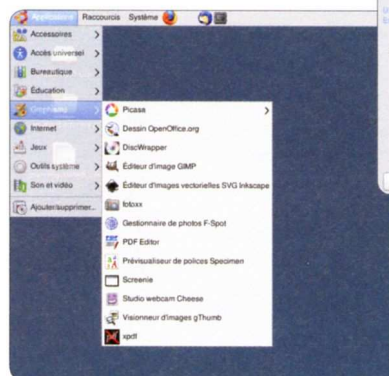 Applications Raccourcis Système
Accessoires
Accès universel
Bureautique
Éducation
Graphisme
Internet
Jeux
Outils système
Son et vidéo
Ajouter/supprimer...
Picasa
Dessin OpenOffice.org
DiscWrapper
Éditeur d'image GIMP
Éditeur d'images vectorielles SVG Inkscape
fotoxx
Gestionnaire de photos F-Spot
PDF Editor
Prévisualiseur de polices Specimen
Screenie
Studio webcam Cheese
Visionneur d'images gThumb
xpdf